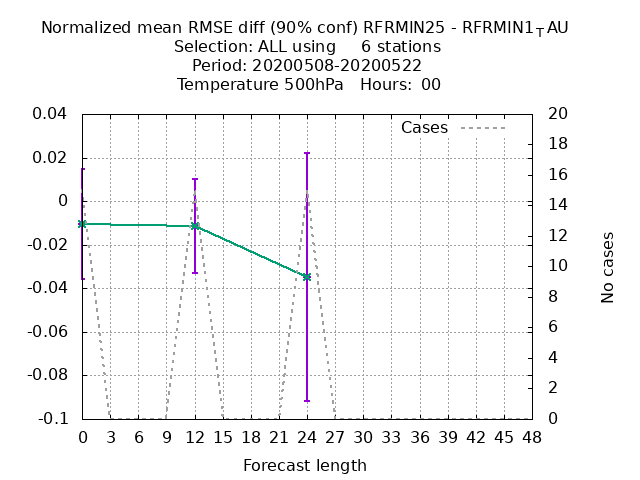 Normalized mean RMSE diff (90% conf) RFRMIN25 - RFRMIN1TAU
Selection: ALL using 6 stations
Period: 20200508-20200522
Temperature 500hPa Hours: 00
Cases
0.04
0.02
0
-0.02
-0.04
-0.06
-0.08
-0.1
20
18
16
14
12
10
8
6
4
2
0
No cases
0 3 6 9 12 15 18 21 24 27 30 33 36 39 42 45 48
Forecast length